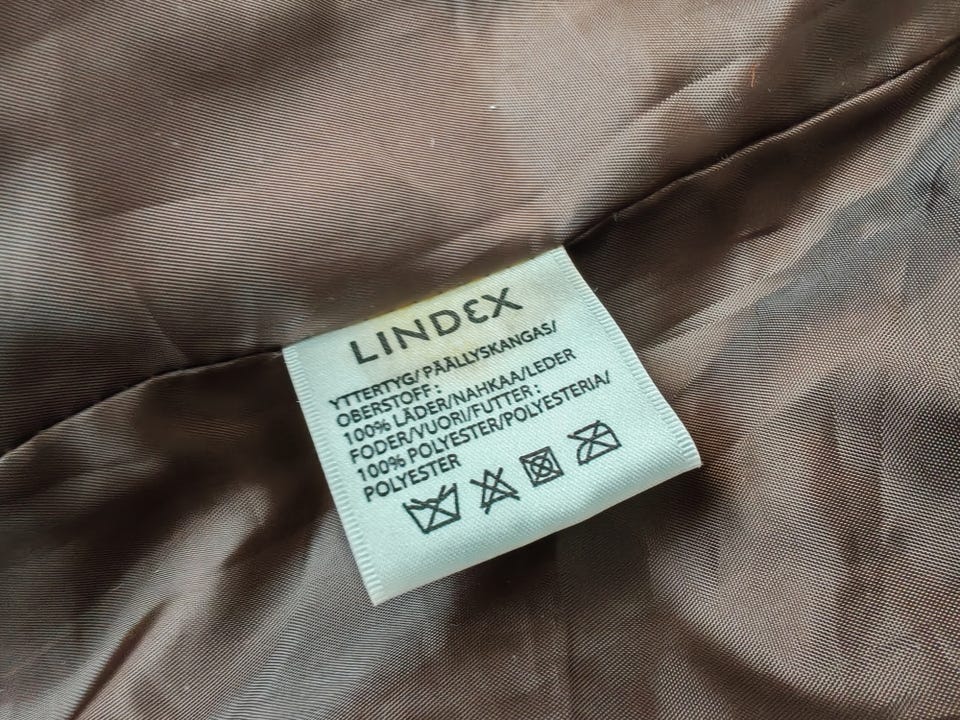 LINDEX
YTTERTYG/PÄÄLLYSKANGAS/
OBERSTOFF:
100% LÄDER/NAHKAA/LEDER
FODER/VUORI/FUTTER:
100% POLYESTER/POLYESTERIA/
POLYESTER